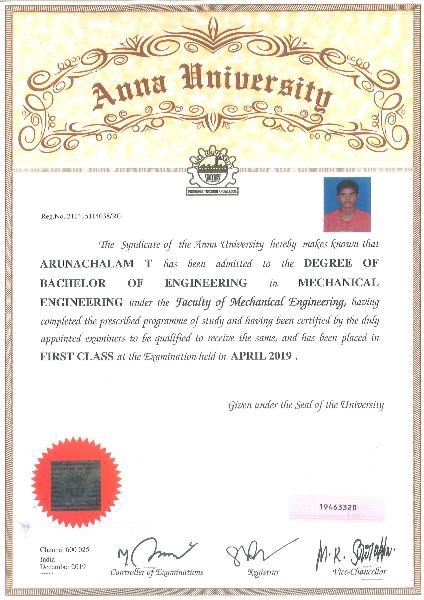 Anna University
PROGRESS THROUGH KNOWLEDGE
Reg.No. 211415114038/RG
The Syndicate of the Anna University hereby makes known that
ARUNACHALAM T has been admitted to the DEGREE OF
BACHELOR OF ENGINEERING in MECHANICAL
ENGINEERING under the Faculty of Mechanical Engineering, having
completed the prescribed programme of study and having been certified by the duly
appointed examiners to be qualified to receive the same, and has been placed in
FIRST CLASS at the Examination held in APRIL 2019 .
Given under the Seal of the University
19463320
Chennai 600 025
India
December 2019
Controller of Examinations
Registrar
Vice-Chancellor